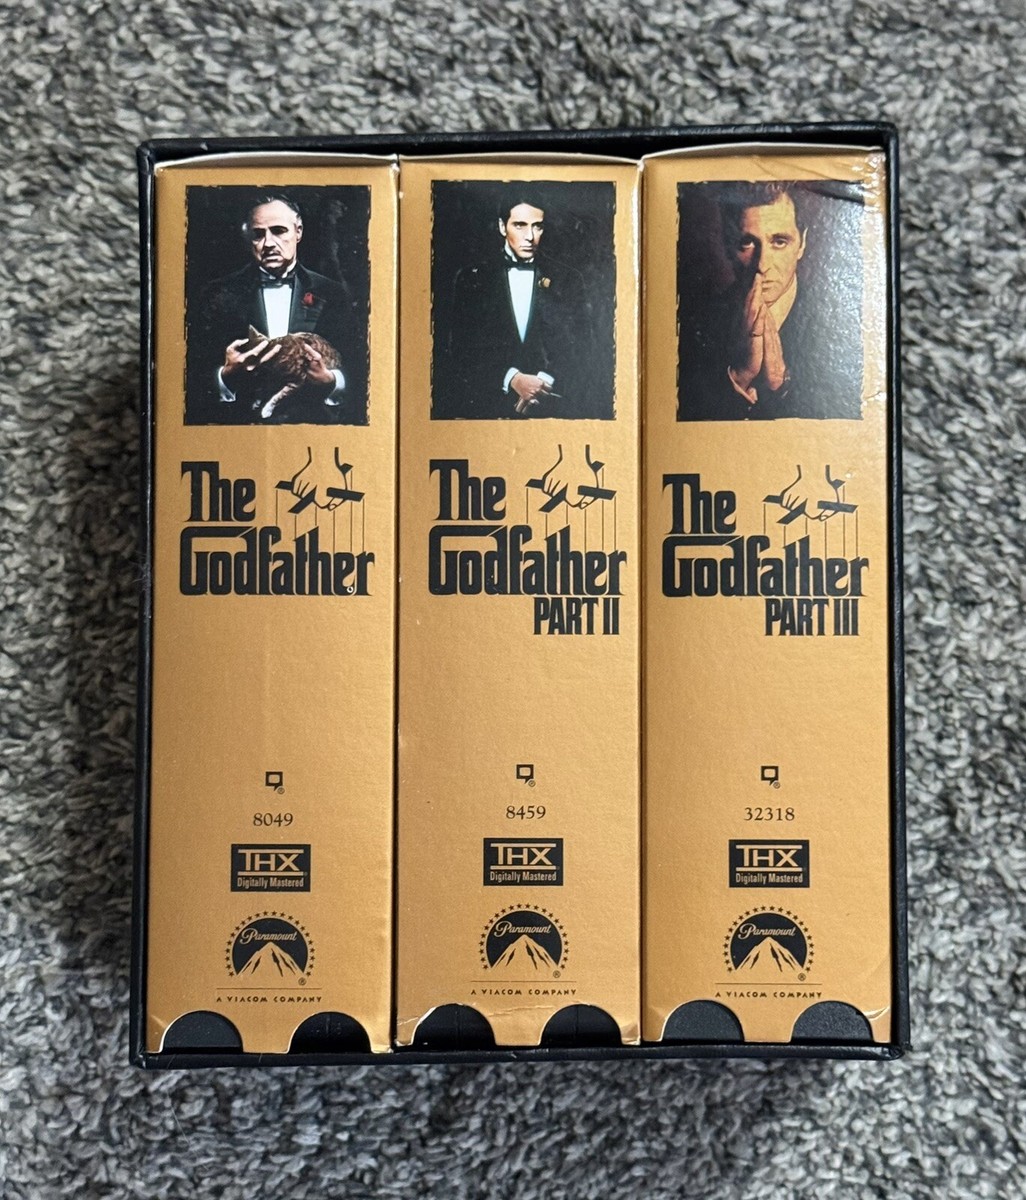 The
Godfather
8049
THX
Digitally Mastered
Paramount
®
A VIACOM COMPANY
The
Godfather
PART II
8459
THX
Digitally Mastered
Paramount
®
A VIACOM COMPANY
The
Godfather
PART III
32318
THX
Digitally Mastered
Paramount
®
A VIACOM COMPANY